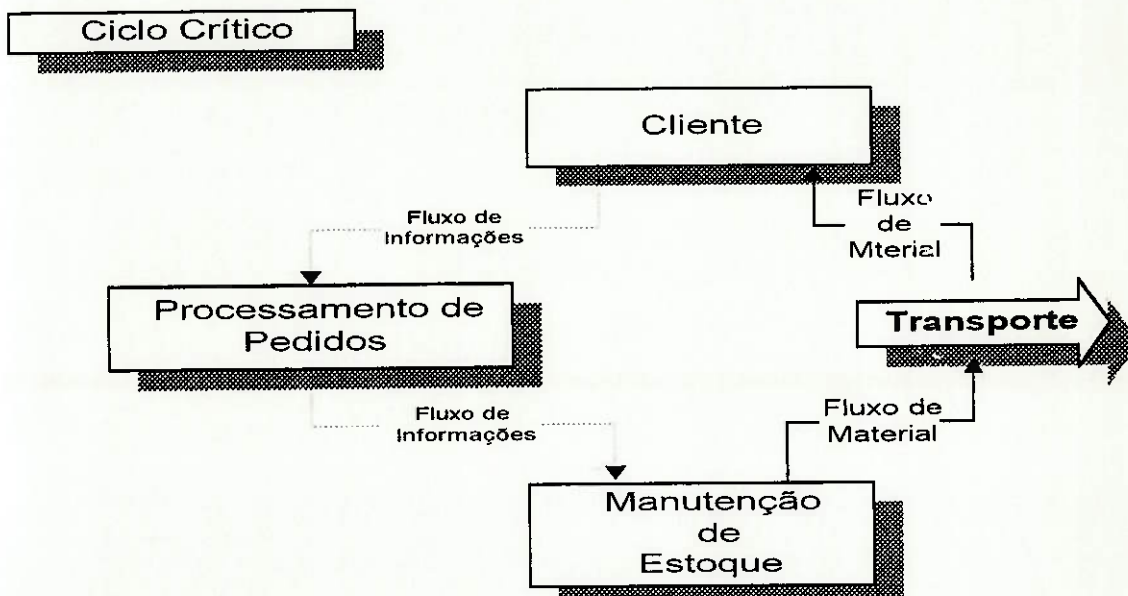 Ciclo Crítico
Cliente
Fluxo de
Informações
Fluxo
de
Mterial
Processamento de
Pedidos
Transporte
Fluxo de
Informações
Fluxo de
Material
Manutenção
de
Estoque